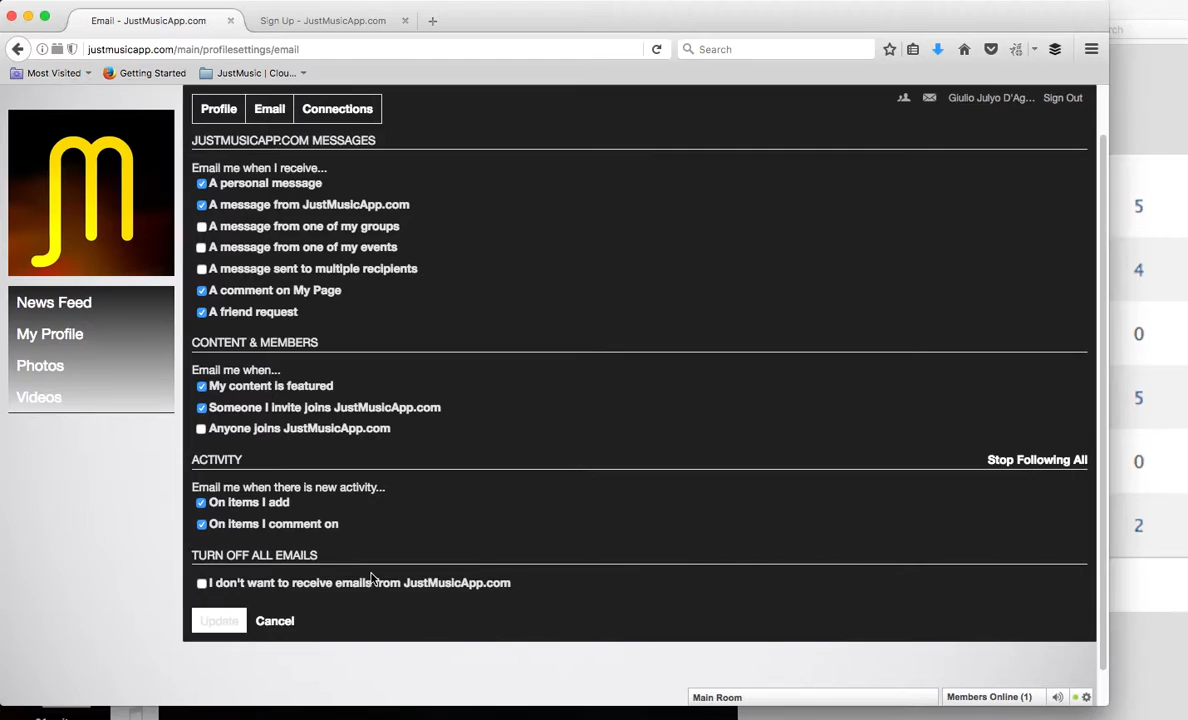 Email - JustMusicApp.com
Sign Up - JustMusicApp.com
justmusicapp.com/main/profilesettings/email
Search
Most Visited
Getting Started
JustMusic | Clou...
Profile
Email
Connections
Giulio Julyo D'Ag...
Sign Out
JM
JUSTMUSICAPP.COM MESSAGES
Email me when I receive...
A personal message
A message from JustMusicApp.com
A message from one of my groups
A message from one of my events
A message sent to multiple recipients
A comment on My Page
A friend request
News Feed
My Profile
Photos
Videos
CONTENT & MEMBERS
Email me when...
My content is featured
Someone I invite joins JustMusicApp.com
Anyone joins JustMusicApp.com
ACTIVITY
Stop Following All
Email me when there is new activity...
On items I add
On items I comment on
TURN OFF ALL EMAILS
I don't want to receive emails from JustMusicApp.com
Update
Cancel
Main Room
Members Online (1)
5
4
0
5
0
2